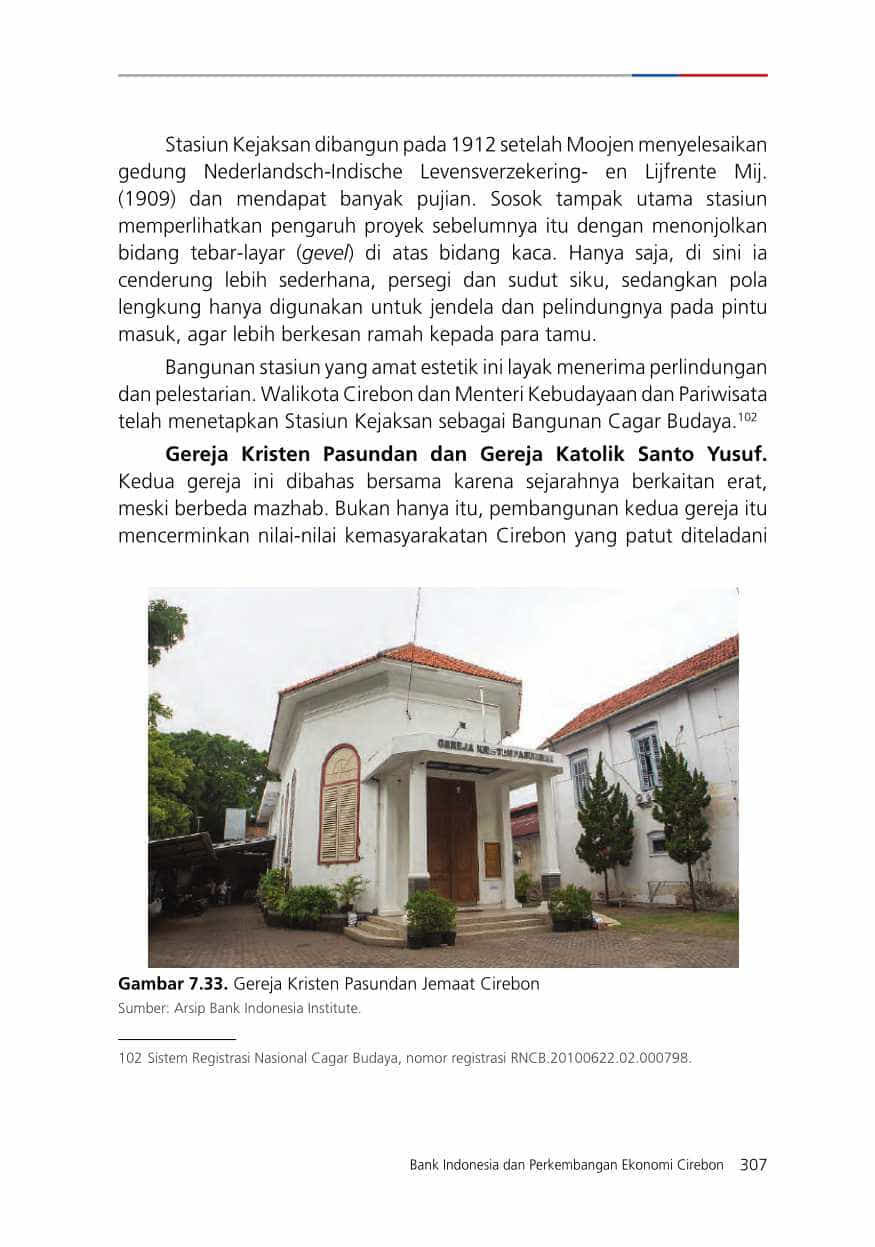 Stasiun Kejaksan dibangun pada 1912 setelah Moojen menyelesaikan
gedung Nederlandsch-Indische Levensverzekering- en Lijfrente Mij.
(1909) dan mendapat banyak pujian. Sosok tampak utama stasiun
memperlihatkan pengaruh proyek sebelumnya itu dengan menonjolkan
bidang tebar-layar (gevel) di atas bidang kaca. Hanya saja, di sini ia
cenderung lebih sederhana, persegi dan sudut siku, sedangkan pola
lengkung hanya digunakan untuk jendela dan pelindungnya pada pintu
masuk, agar lebih berkesan ramah kepada para tamu.
Bangunan stasiun yang amat estetik ini layak menerima perlindungan
dan pelestarian. Walikota Cirebon dan Menteri Kebudayaan dan Pariwisata
telah menetapkan Stasiun Kejaksan sebagai Bangunan Cagar Budaya.102
Gereja Kristen Pasundan dan Gereja Katolik Santo Yusuf.
Kedua gereja ini dibahas bersama karena sejarahnya berkaitan erat,
meski berbeda mazhab. Bukan hanya itu, pembangunan kedua gereja itu
mencerminkan nilai-nilai kemasyarakatan Cirebon yang patut diteladani
GEREJA KRISTEN PASUNDAN
Gambar 7.33. Gereja Kristen Pasundan Jemaat Cirebon
Sumber: Arsip Bank Indonesia Institute.
102 Sistem Registrasi Nasional Cagar Budaya, nomor registrasi RNCB.20100622.02.000798.
Bank Indonesia dan Perkembangan Ekonomi Cirebon 307